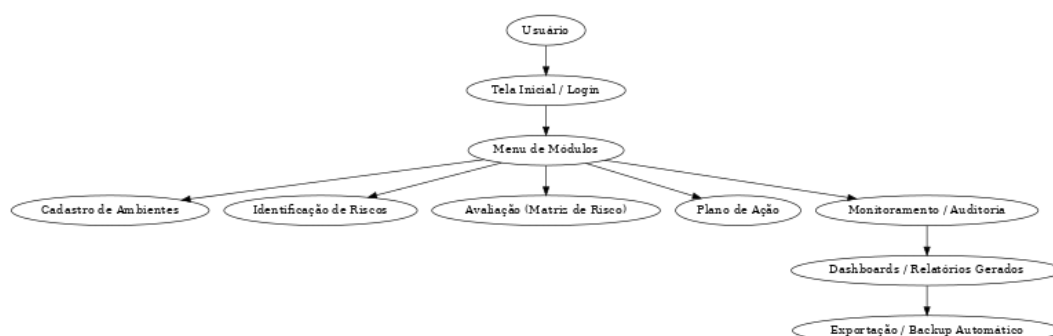 Usuário
Tela Inicial / Login
Menu de Módulos
Cadastro de Ambientes
Identificação de Riscos
Avaliação (Matriz de Risco)
Plano de Ação
Monitoramento / Auditoria
Dashboards / Relatórios Gerados
Exportação / Backup Automático